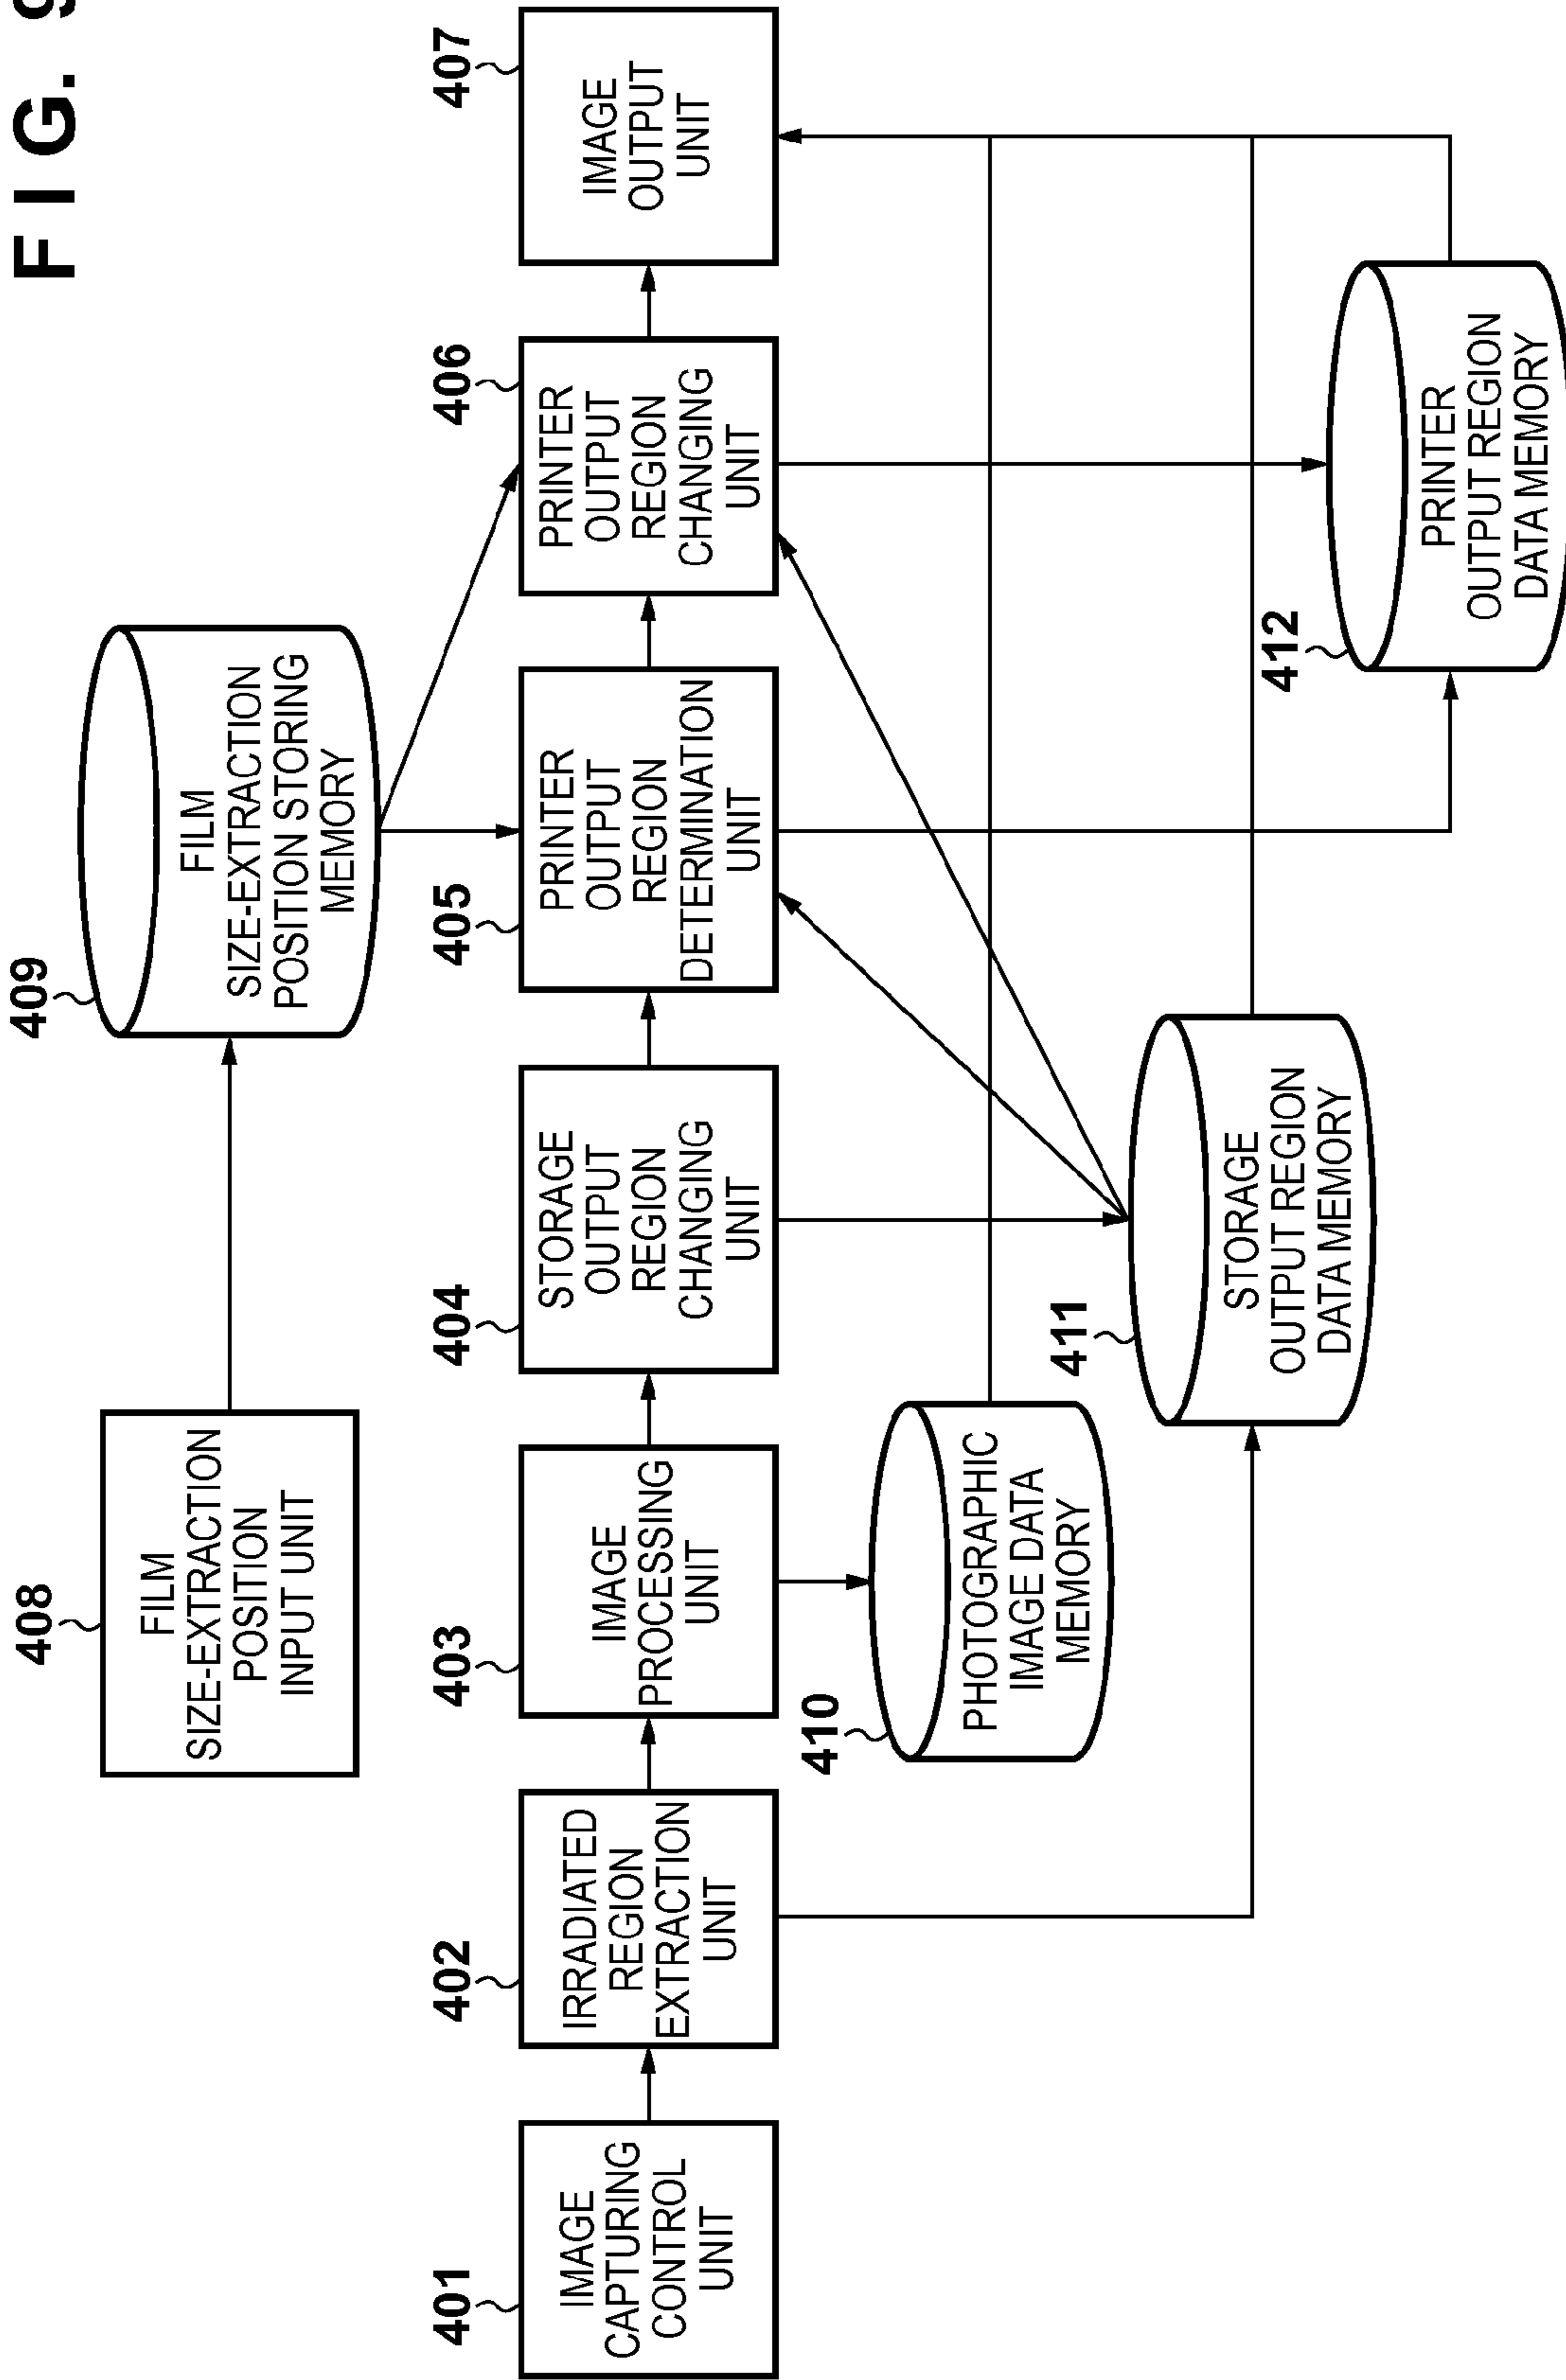 FIG. 9
408
FILM
SIZE-EXTRACTION
POSITION
INPUT UNIT
409
FILM
SIZE-EXTRACTION
POSITION STORING
MEMORY
401
IMAGE
CAPTURING
CONTROL
UNIT
402
IRRADIATED
REGION
EXTRACTION
UNIT
403
IMAGE
PROCESSING
UNIT
404
STORAGE
OUTPUT
REGION
CHANGING
UNIT
405
PRINTER
OUTPUT
REGION
DETERMINATION
UNIT
406
PRINTER
OUTPUT
REGION
CHANGING
UNIT
407
IMAGE
OUTPUT
UNIT
410
PHOTOGRAPHIC
IMAGE DATA
MEMORY
411
STORAGE
OUTPUT REGION
DATA MEMORY
412
PRINTER
OUTPUT REGION
DATA MEMORY